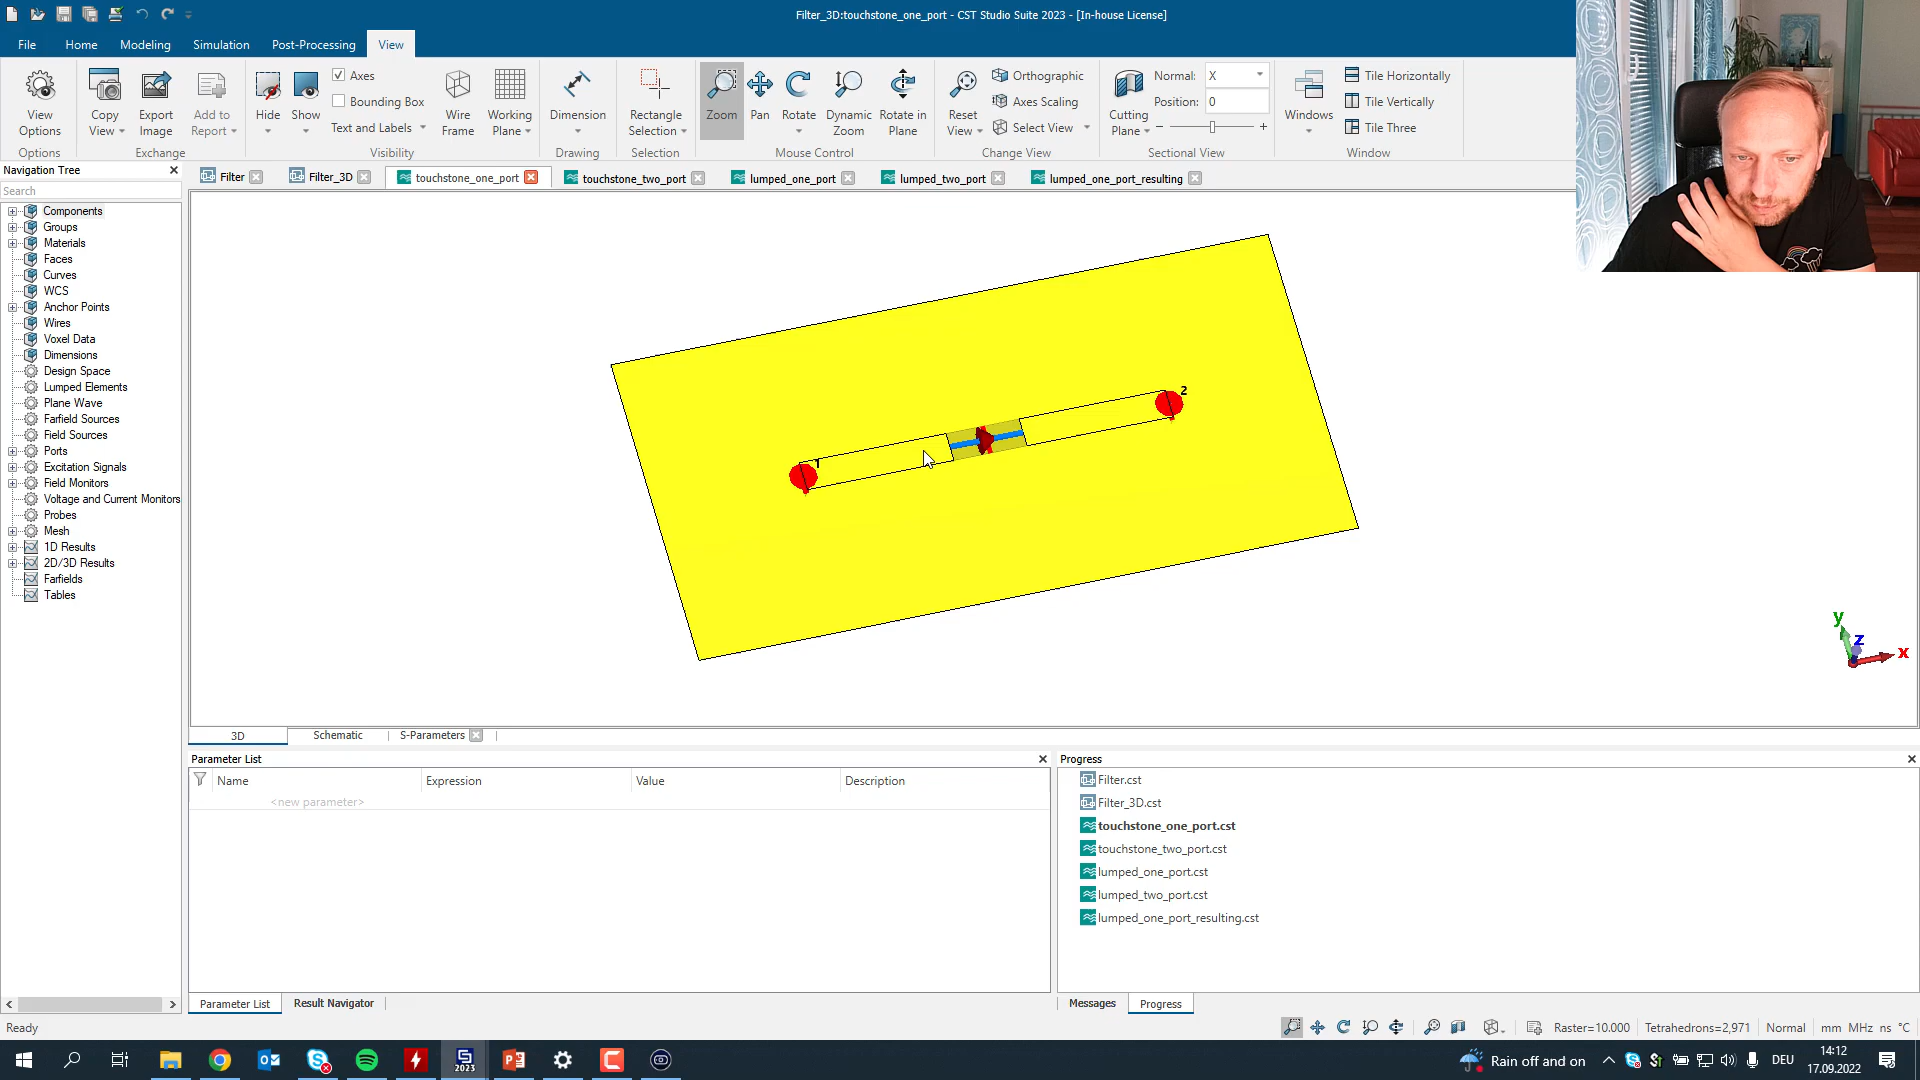 Filter_3D:touchstone_one_port - CST Studio Suite 2023 - [In-house License]
File
Home
Modeling
Simulation
Post-Processing
View
View Options
Copy View
Export Image
Add to Report
Hide
Show
Axes
Bounding Box
Text and Labels
Wire Frame
Working Plane
Dimension
Rectangle Selection
Zoom
Pan
Rotate
Dynamic Zoom
Rotate in Plane
Reset View
Orthographic
Axes Scaling
Select View
Cutting Plane
Normal: X
Position: 0
Windows
Tile Horizontally
Tile Vertically
Tile Three
Options
Exchange
Visibility
Drawing
Selection
Mouse Control
Change View
Sectional View
Window
Navigation Tree
Search
Filter
Filter_3D
touchstone_one_port
touchstone_two_port
lumped_one_port
lumped_two_port
lumped_one_port_resulting
Components
Groups
Materials
Faces
Curves
WCS
Anchor Points
Wires
Voxel Data
Dimensions
Design Space
Lumped Elements
Plane Wave
Farfield Sources
Field Sources
Ports
Excitation Signals
Field Monitors
Voltage and Current Monitors
Probes
Mesh
1D Results
2D/3D Results
Farfields
Tables
1
2
y
z
x
3D
Schematic
S-Parameters
Parameter List
Name
Expression
Value
Description
<new parameter>
Progress
Filter.cst
Filter_3D.cst
touchstone_one_port.cst
touchstone_two_port.cst
lumped_one_port.cst
lumped_two_port.cst
lumped_one_port_resulting.cst
Parameter List
Result Navigator
Messages
Progress
Ready
Raster=10.000
Tetrahedrons=2,971
Normal
mm MHz ns °C
2023
Rain off and on
DEU
14:12
17.09.2022